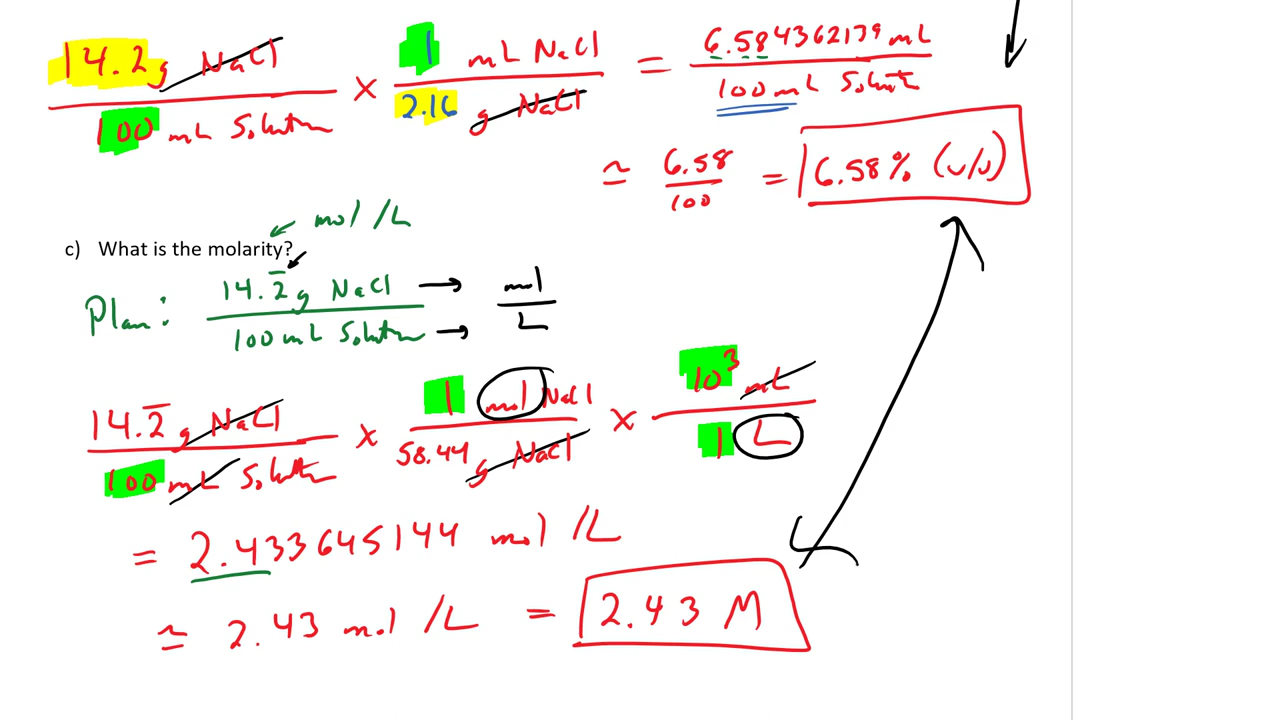 14.2 g NaCl / 100 mL Solution × 1 mL NaCl / 2.16 g NaCl = 6.584362139 mL / 100 mL Solution
≃ 6.58 / 100 = 6.58% (v/v)
mol/L
c) What is the molarity?
Plan: 14.2̅ g NaCl / 100 mL Solution → mol / L
14.2̅ g NaCl / 100 mL Solution × 1 mol NaCl / 58.44 g NaCl × 10³ mL / 1 L
= 2.433645144 mol/L
≃ 2.43 mol/L = 2.43 M